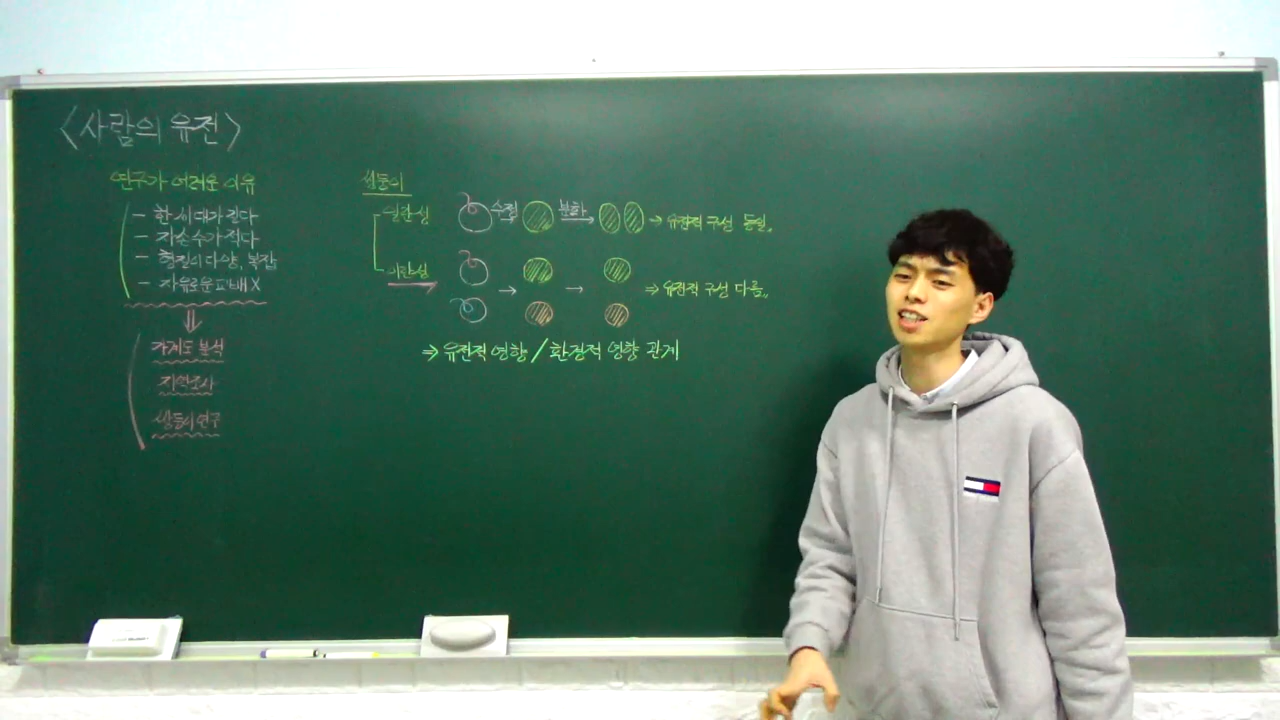 <사람의 유전>
연구가 어려운 이유
- 한 세대가 길다
- 자손수가 적다
- 형질이 다양, 복잡
- 자유로운 교배 X
⇓
가계도 분석
지역조사
쌍둥이 연구
쌍둥이
일란성 수정 → 분화 → → 유전적 구성 동일.
이란성 → → ⇒ 유전적 구성 다름.
⇒ 유전적 영향 / 환경적 영향 관계